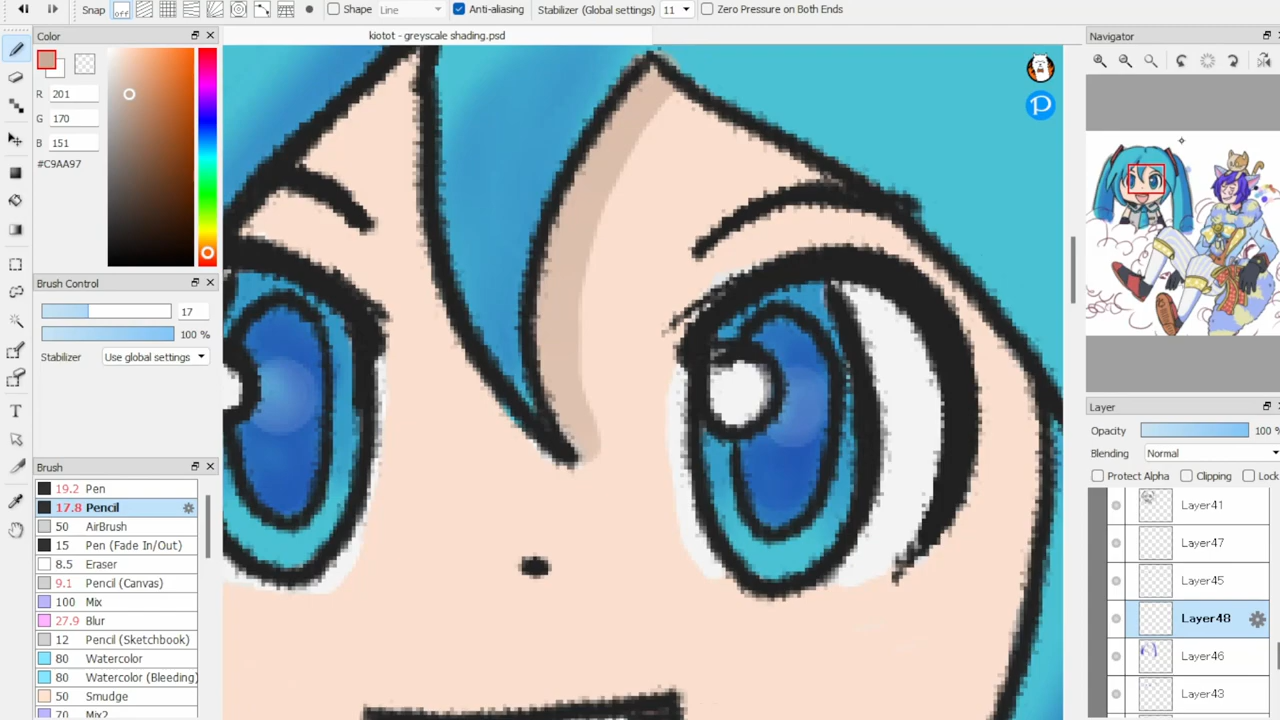 Snap
Shape
Line
Anti-aliasing
Stabilizer (Global settings)
11
Zero Pressure on Both Ends
Color
kiotot - greyscale shading.psd
Navigator
R
201
G
170
B
151
#C9AA97
P
Brush Control
17
100 %
Stabilizer
Use global settings
Brush
19.2 Pen
17.8 Pencil
50 AirBrush
15 Pen (Fade In/Out)
8.5 Eraser
9.1 Pencil (Canvas)
100 Mix
27.9 Blur
12 Pencil (Sketchbook)
80 Watercolor
80 Watercolor (Bleeding)
50 Smudge
70 Mix2
Layer
Opacity
100 %
Blending
Normal
Protect Alpha
Clipping
Lock
Layer41
Layer47
Layer45
Layer48
Layer46
Layer43
T